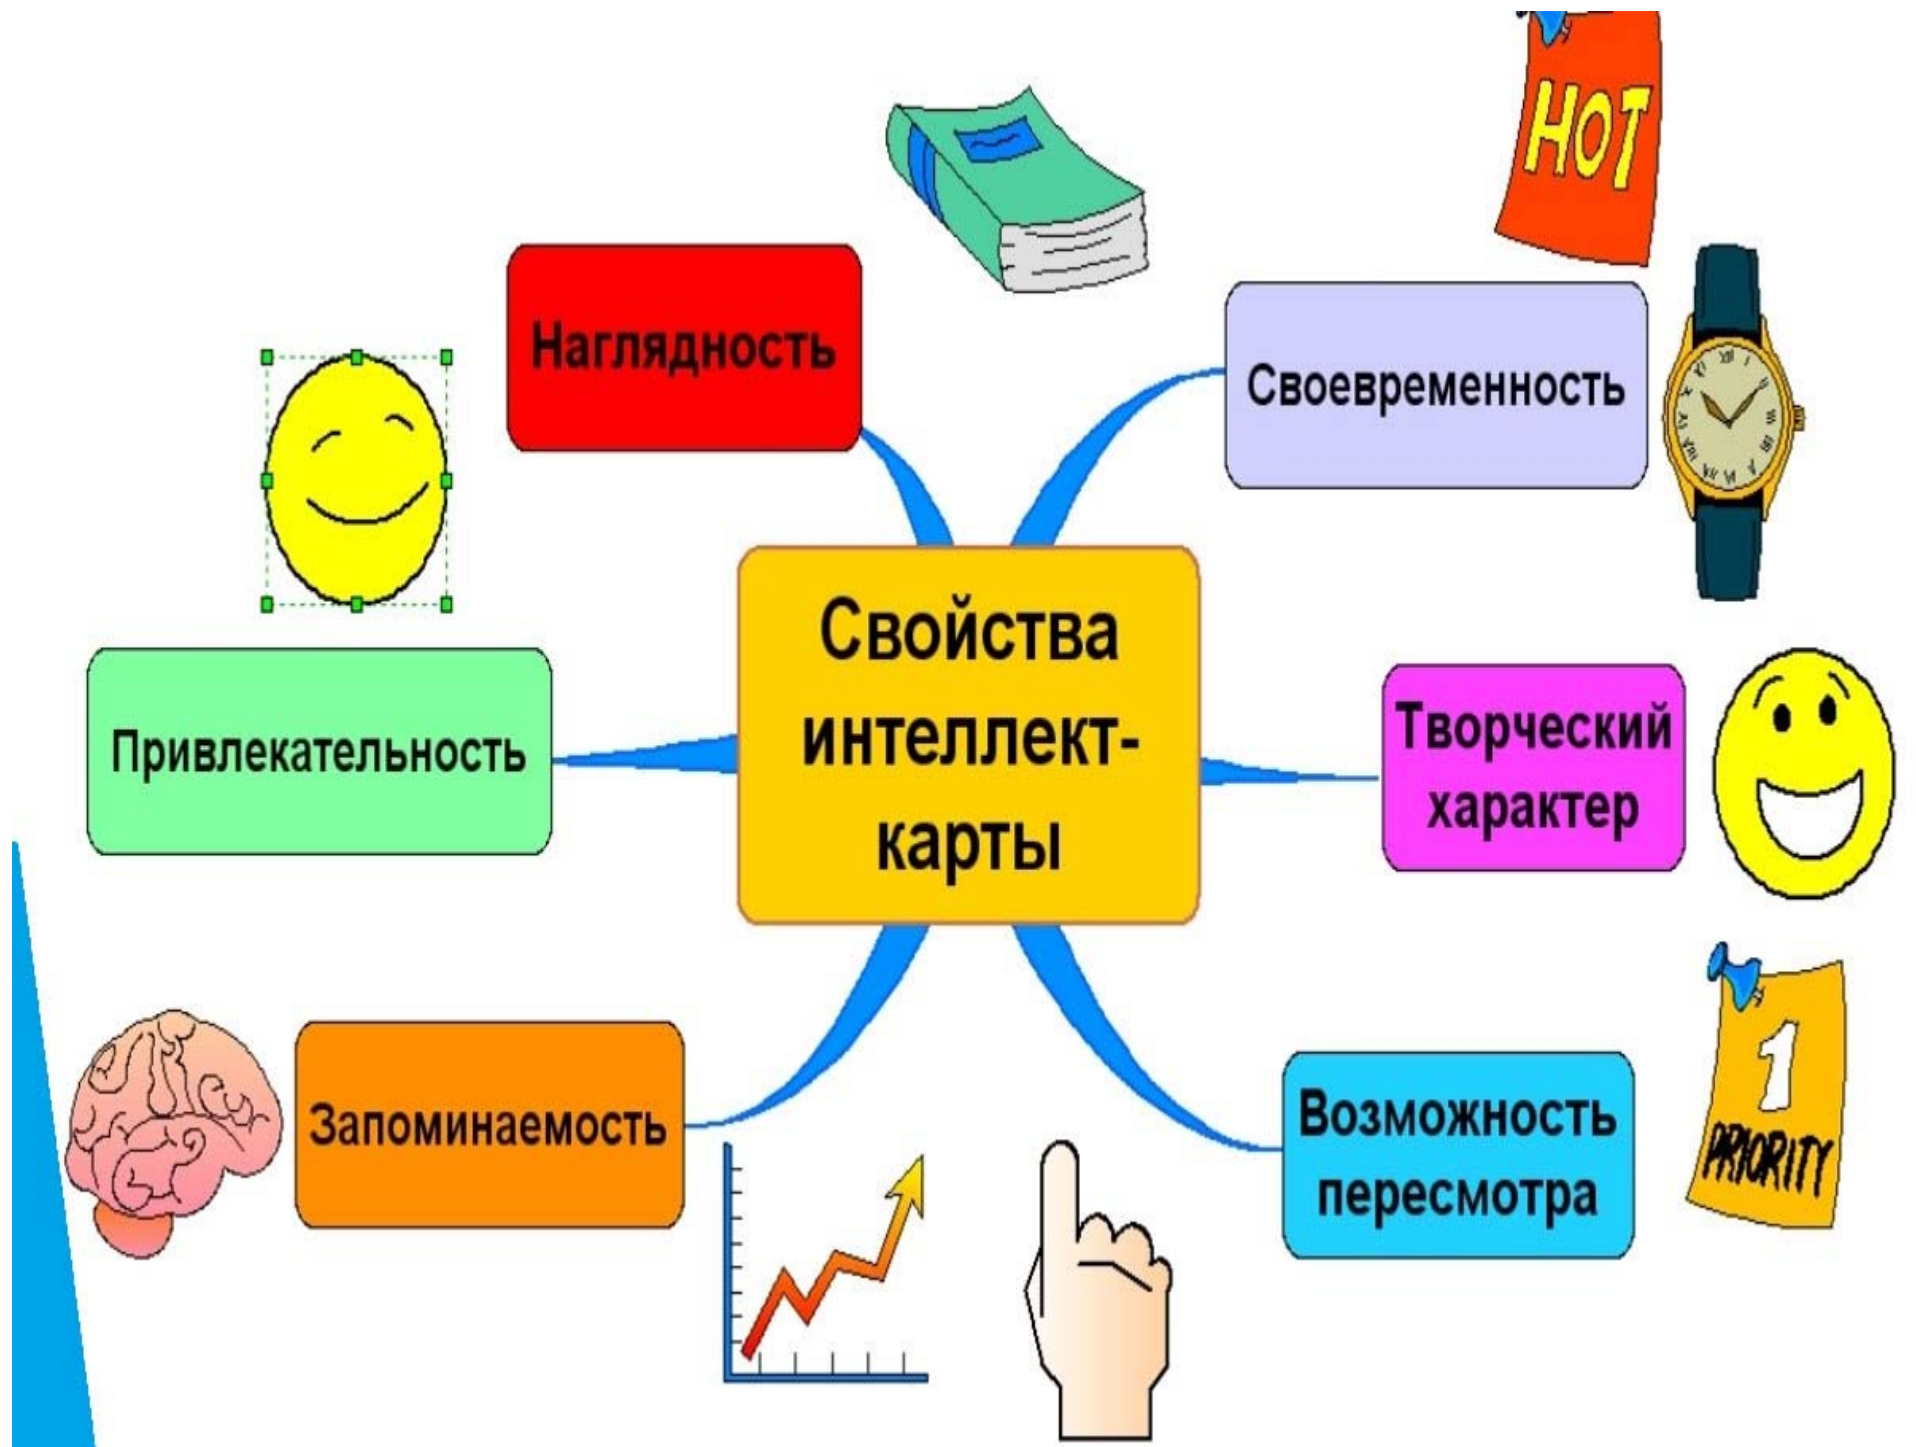 HOT
Наглядность
Своевременность
Свойства
интеллект-
карты
Привлекательность
Творческий
характер
Запоминаемость
Возможность
пересмотра
1
PRIORITY